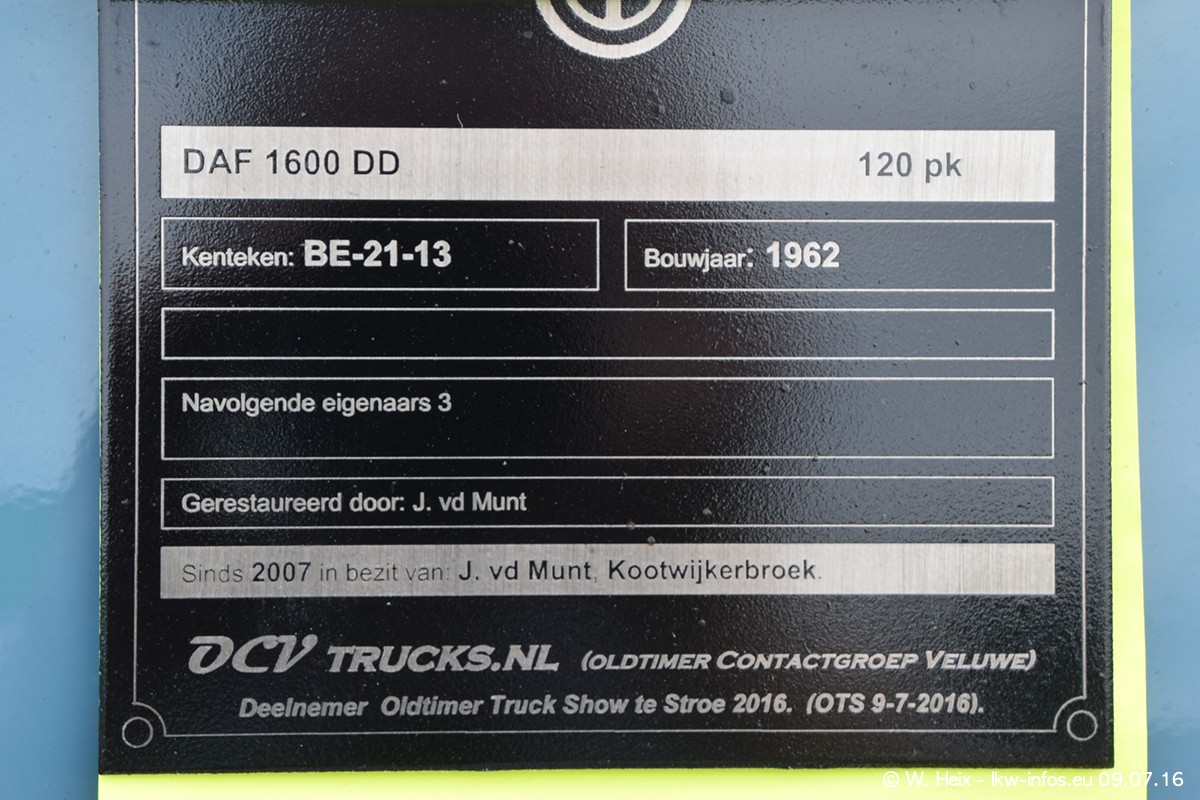 DAF 1600 DD 120 pk
Kenteken: BE-21-13 Bouwjaar: 1962
Navolgende eigenaars 3
Gerestaureerd door: J. vd Munt
Sinds 2007 in bezit van: J. vd Munt, Kootwijkerbroek.
OCV TRUCKS.NL (OLDTIMER CONTACTGROEP VELUWE)
Deelnemer Oldtimer Truck Show te Stroe 2016. (OTS 9-7-2016).
© W. Heix - lkw-infos.eu 09.07.16